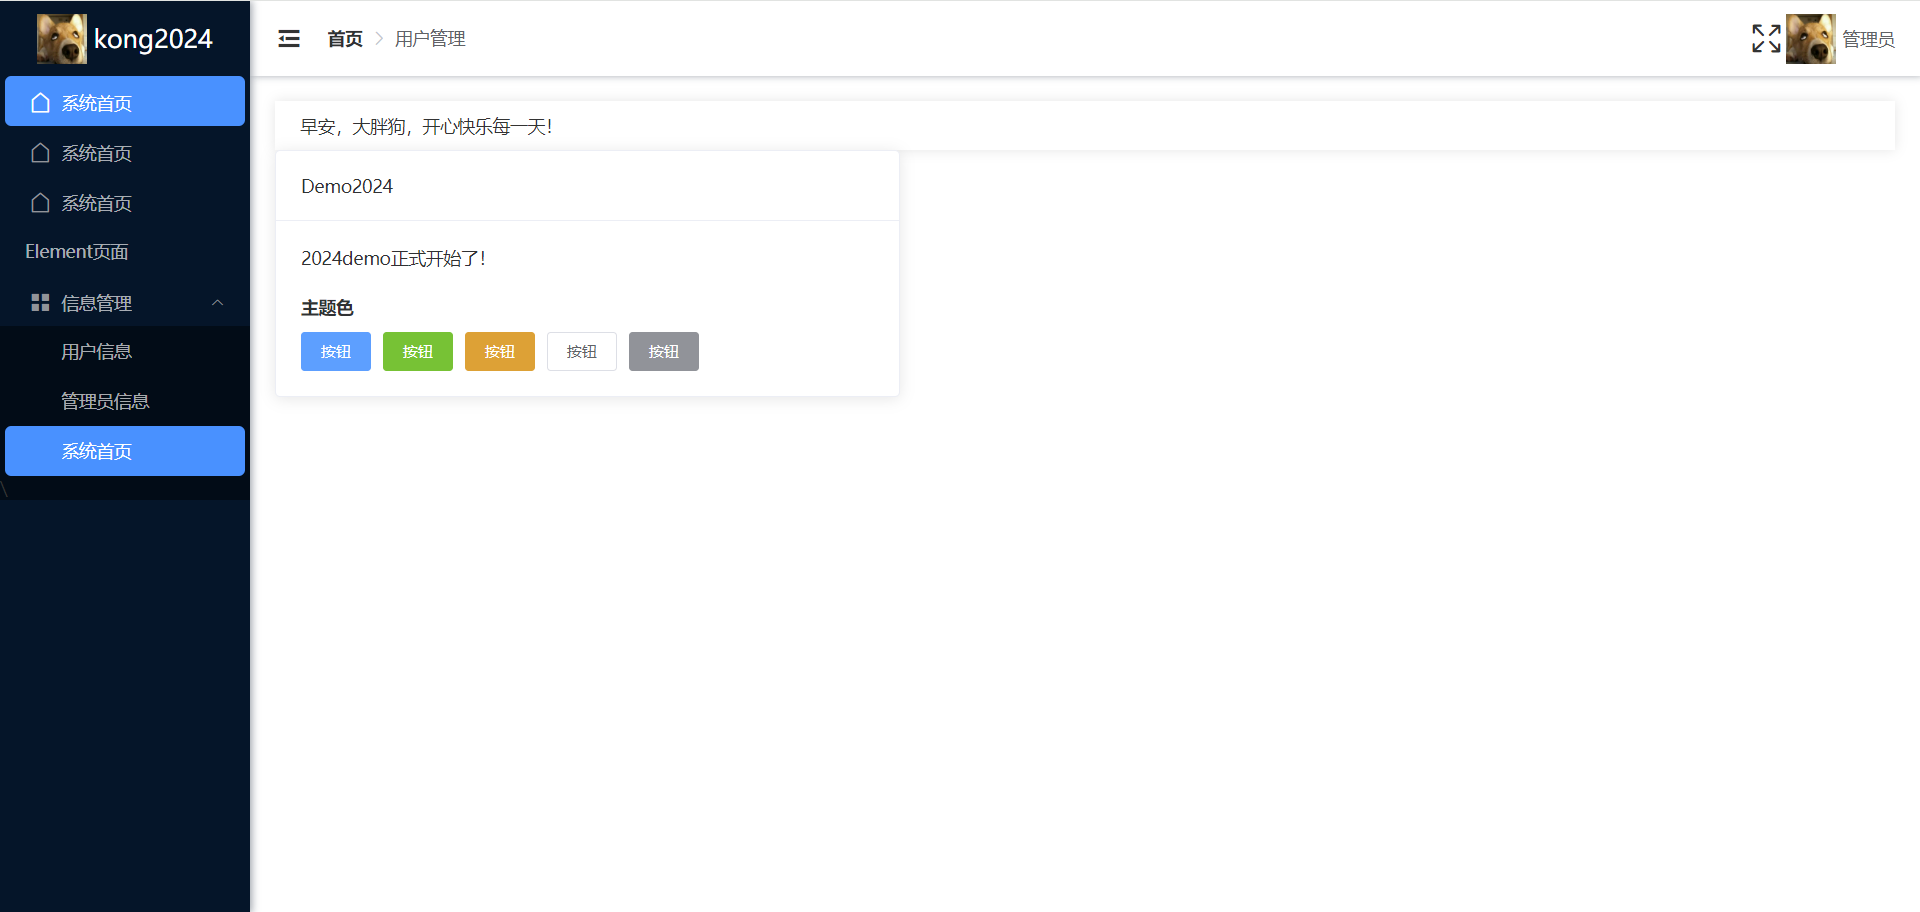 kong2024
系统首页
系统首页
系统首页
Element页面
信息管理
用户信息
管理员信息
系统首页
\
首页 用户管理
管理员
早安，大胖狗，开心快乐每一天！
Demo2024
2024demo正式开始了！
主题色
按钮 按钮 按钮 按钮 按钮